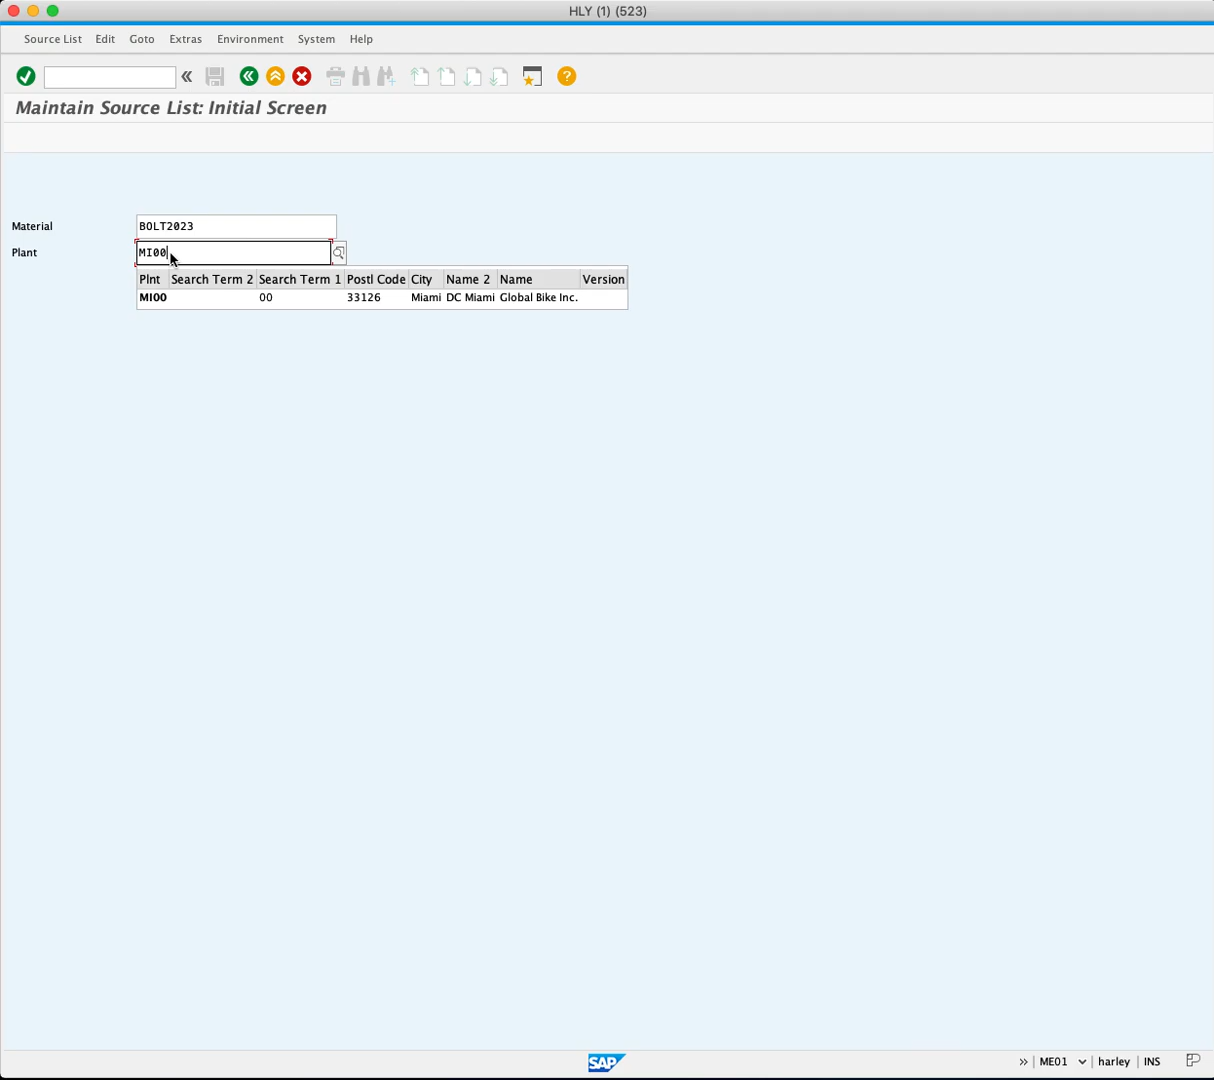 HLY (1) (523)
Source List Edit Goto Extras Environment System Help
Maintain Source List: Initial Screen
Material BOLT2023
Plant MI00
Plnt Search Term 2 Search Term 1 Postl Code City Name 2 Name Version
MI00 00 33126 Miami DC Miami Global Bike Inc.
SAP ME01 harley INS